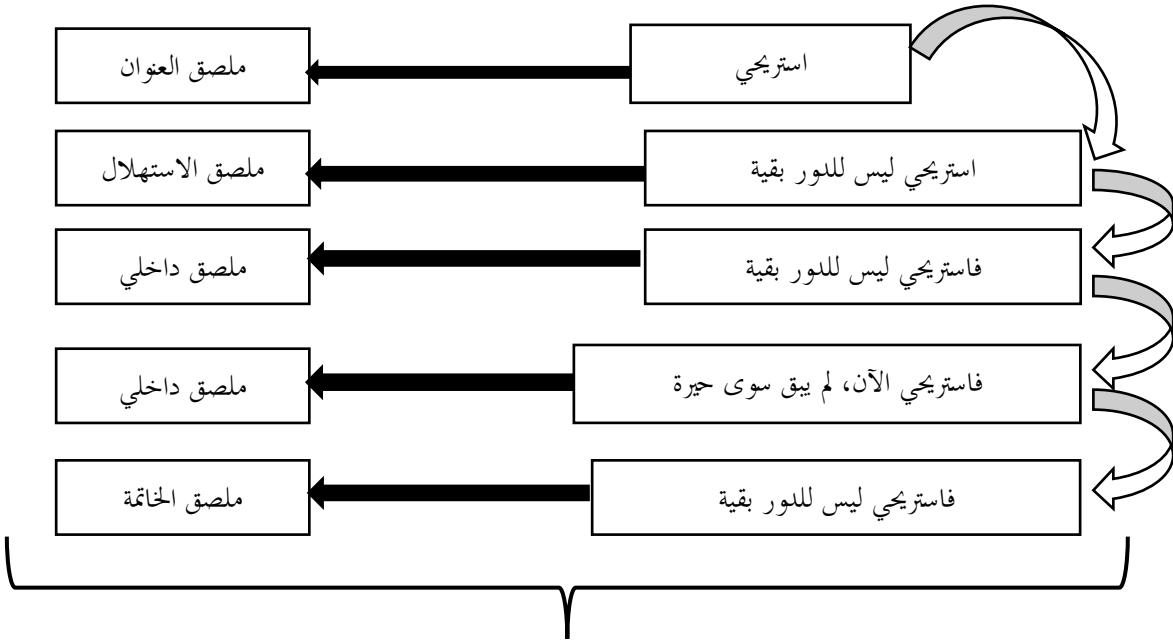 استريحي
ملصق العنوان
استريحي ليس للدور بقية
ملصق الاستهلال
فاستريحي ليس للدور بقية
ملصق داخلي
فاستريحي الآن، لم يبق سوى حيرة
ملصق داخلي
فاستريحي ليس للدور بقية
ملصق الخاتمة